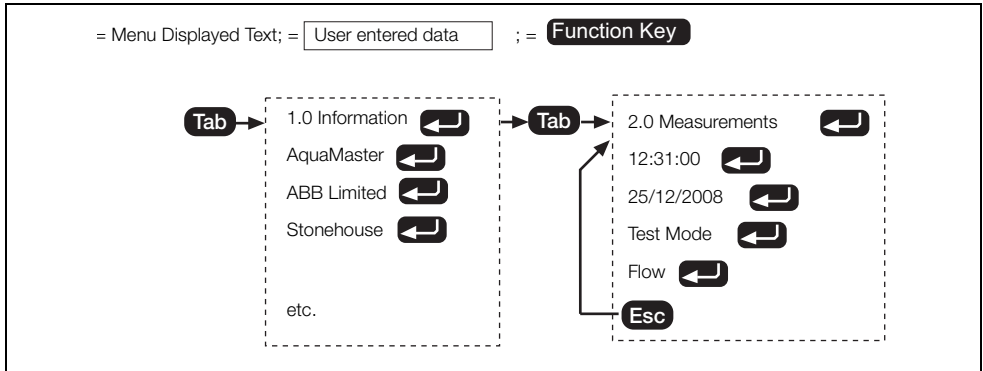 = Menu Displayed Text; = User entered data ; = Function Key
Tab
1.0 Information
AquaMaster
ABB Limited
Stonehouse
etc.
Tab
2.0 Measurements
12:31:00
25/12/2008
Test Mode
Flow
Esc